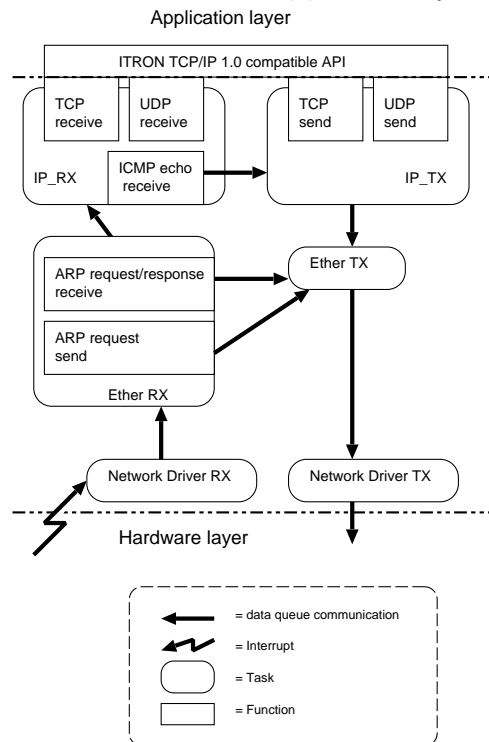 Application layer
ITRON TCP/IP 1.0 compatible API
TCP
receive
UDP
receive
TCP
send
UDP
send
IP_RX
ICMP echo
receive
IP_TX
ARP request/response
receive
Ether TX
ARP request
send
Ether RX
Network Driver RX
Network Driver TX
Hardware layer
= data queue communication
= Interrupt
= Task
= Function